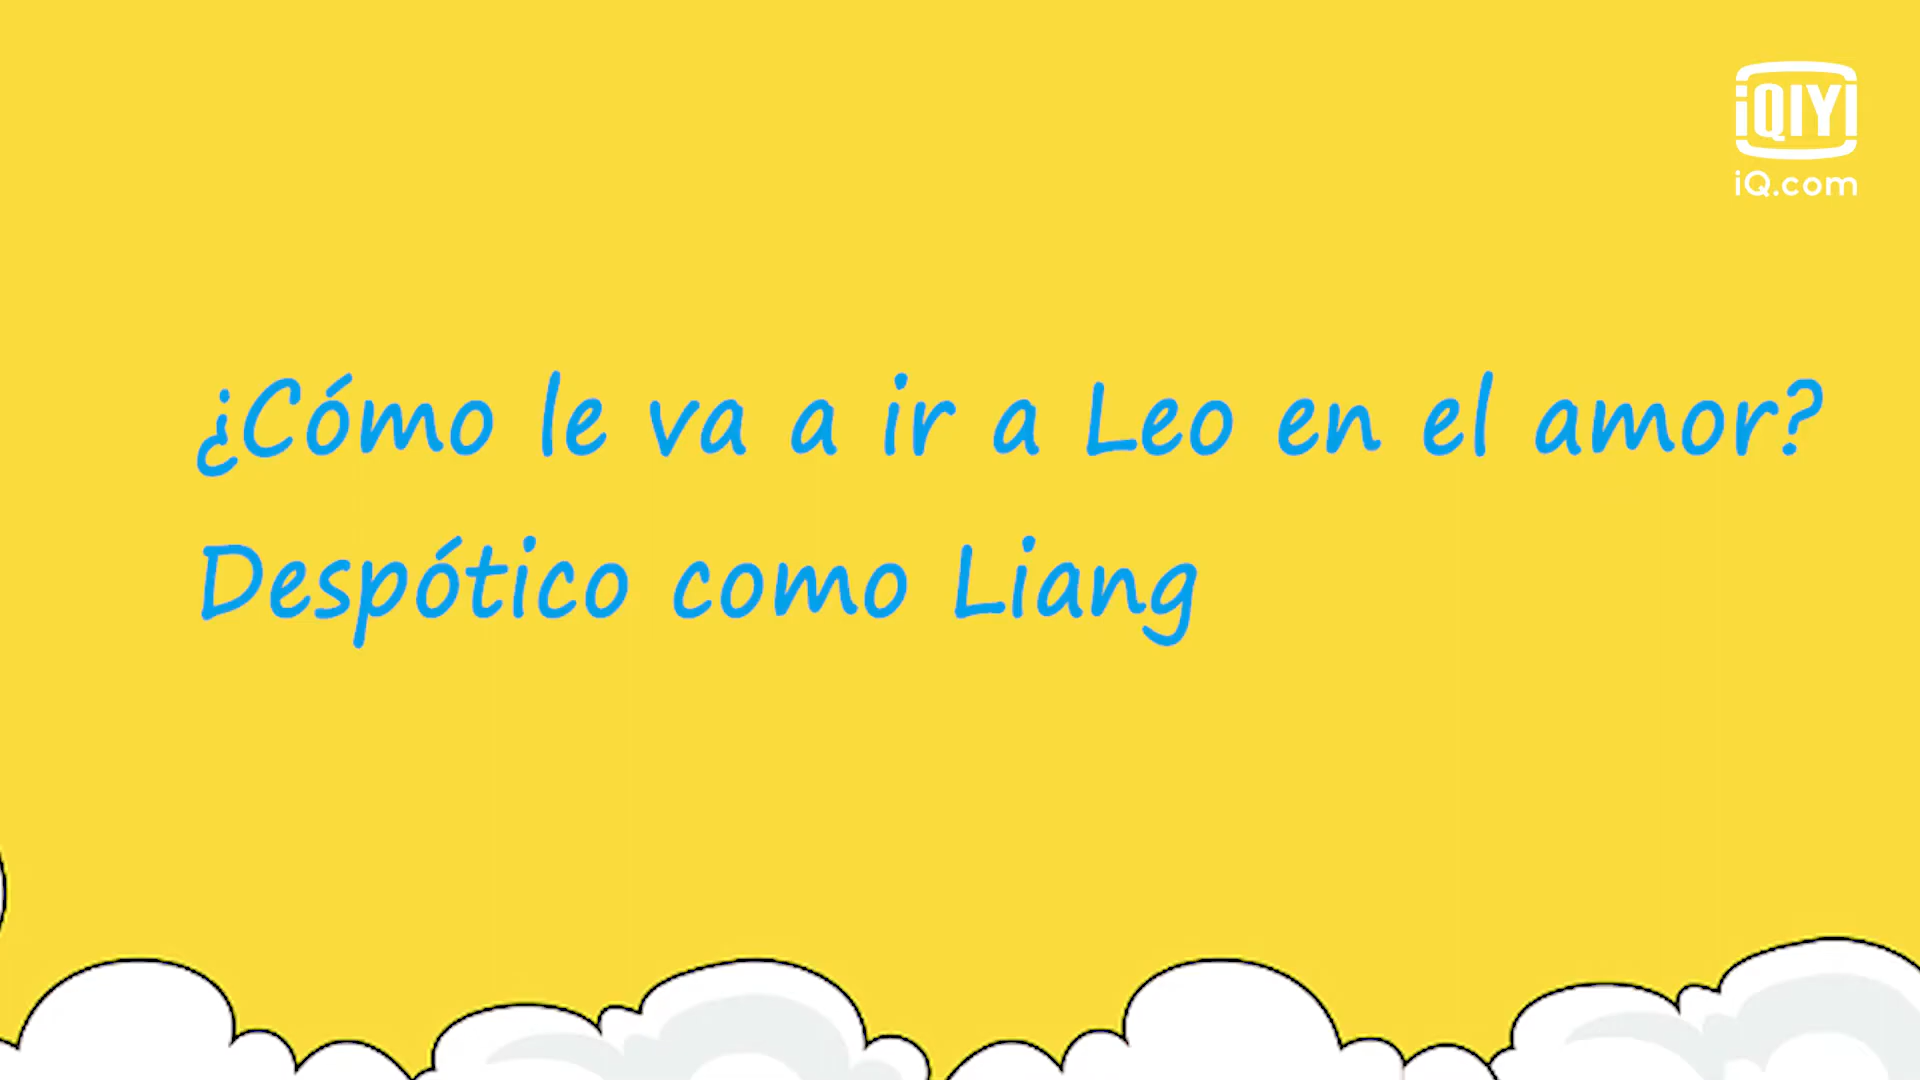 iQIYI
iQ.com
¿Cómo le va a ir a Leo en el amor?
Despótico como Liang